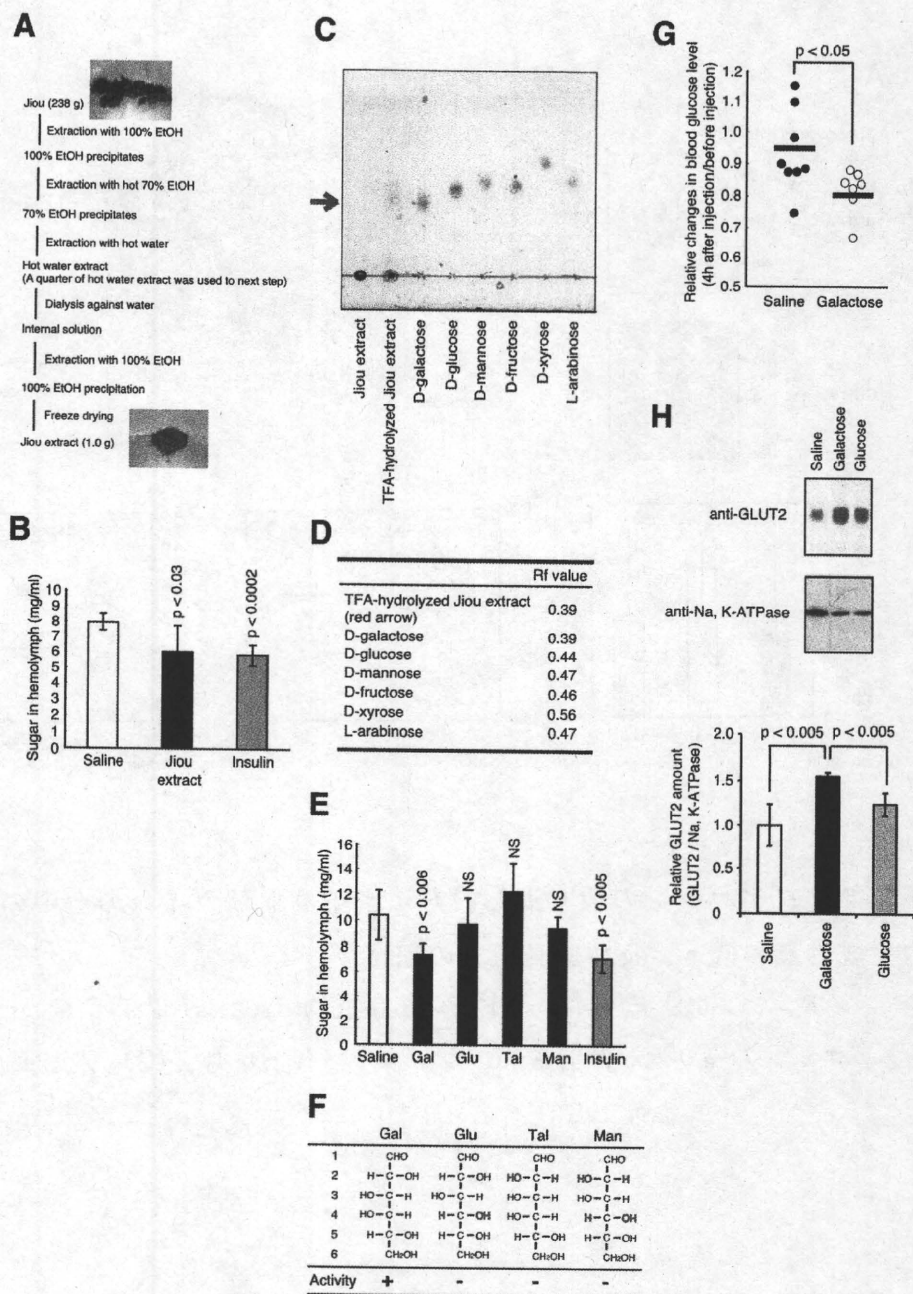 A
Jiou (238 g)
Extraction with 100% EtOH
100% EtOH precipitates
Extraction with hot 70% EtOH
70% EtOH precipitates
Extraction with hot water
Hot water extract
(A quarter of hot water extract was used to next step)
Dialysis against water
Internal solution
Extraction with 100% EtOH
100% EtOH precipitation
Freeze drying
Jiou extract (1.0 g)
B
Sugar in hemolymph (mg/ml)
10
9
8
7
6
5
4
3
2
1
0
p < 0.03
p < 0.0002
Saline
Jiou
extract
Insulin
C
Jiou extract
TFA-hydrolyzed Jiou extract
D-galactose
D-glucose
D-mannose
D-fructose
D-xyrose
L-arabinose
D
Rf value
TFA-hydrolyzed Jiou extract
(red arrow) 0.39
D-galactose 0.39
D-glucose 0.44
D-mannose 0.47
D-fructose 0.46
D-xyrose 0.56
L-arabinose 0.47
E
Sugar in hemolymph (mg/ml)
16
14
12
10
8
6
4
2
0
p < 0.006
NS
NS
NS
p < 0.005
Saline Gal Glu Tal Man Insulin
F
Gal Glu Tal Man
1 CHO CHO CHO CHO
2 H-C-OH H-C-OH HO-C-H HO-C-H
3 HO-C-H HO-C-H HO-C-H HO-C-H
4 HO-C-H H-C-OH HO-C-H H-C-OH
5 H-C-OH H-C-OH H-C-OH H-C-OH
6 CH2OH CH2OH CH2OH CH2OH
Activity + - - -
G
p < 0.05
Relative changes in blood glucose level
(4h after injection/before injection)
1.2
1.1
1.0
0.9
0.8
0.7
0.6
0.5
Saline Galactose
H
Saline
Galactose
Glucose
anti-GLUT2
anti-Na, K-ATPase
Relative GLUT2 amount
(GLUT2 / Na, K-ATPase)
2.0
1.5
1.0
0.5
0
p < 0.005 p < 0.005
Saline
Galactose
Glucose